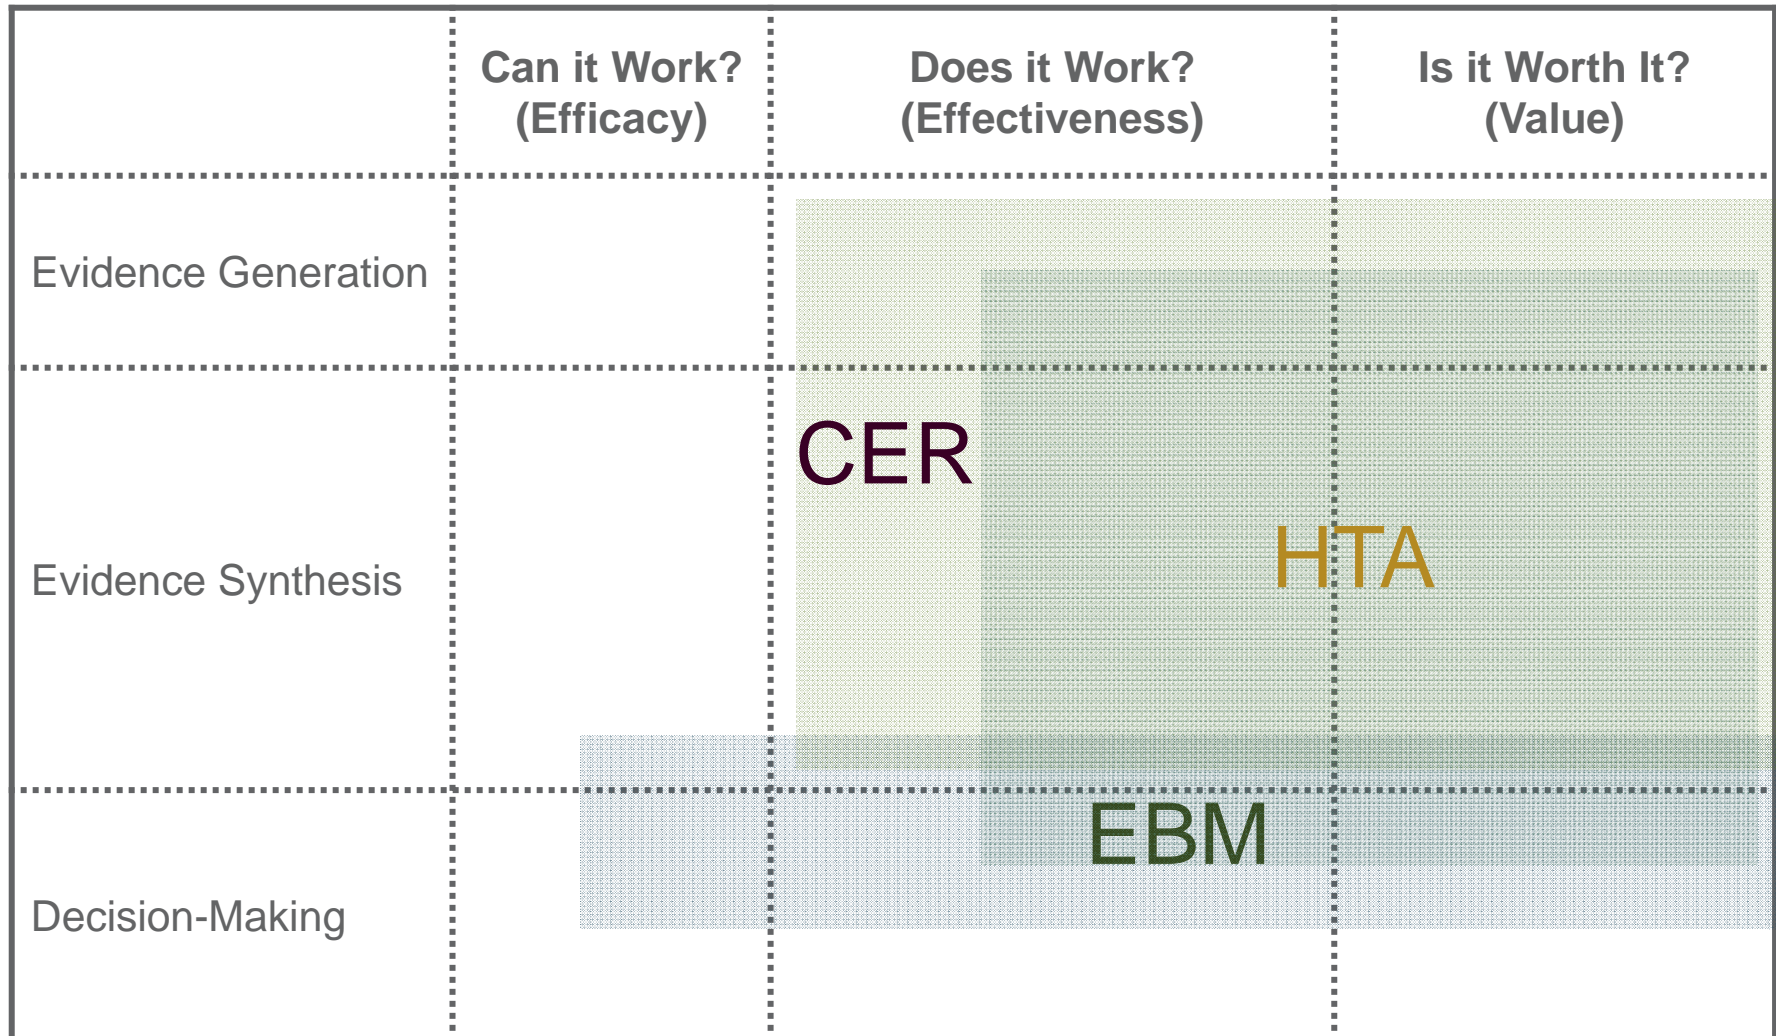 Can it Work?
(Efficacy)
Does it Work?
(Effectiveness)
Is it Worth It?
(Value)
Evidence Generation
CER
HTA
Evidence Synthesis
EBM
Decision-Making